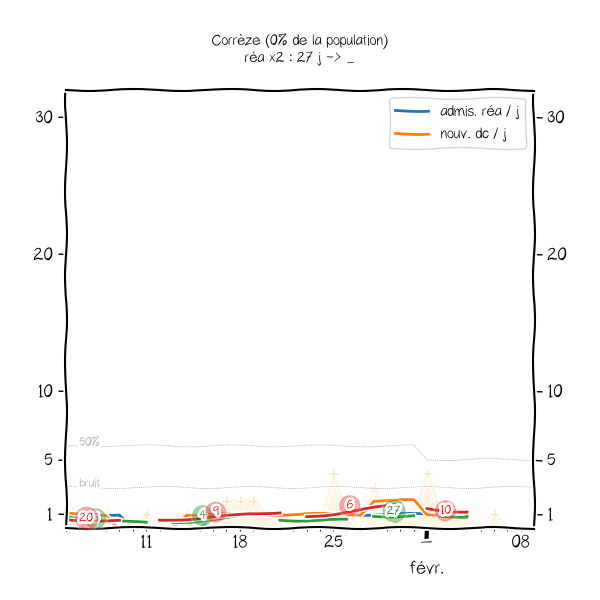 Corrèze (0% de la population)
réa x2 : 27 j -> _
admis. réa / j
nouv. dc / j
30 30
20 20
10 10
50%
5 5
bruit
20 4 9 6 27 10
1 1
11 18 25 08
févr.